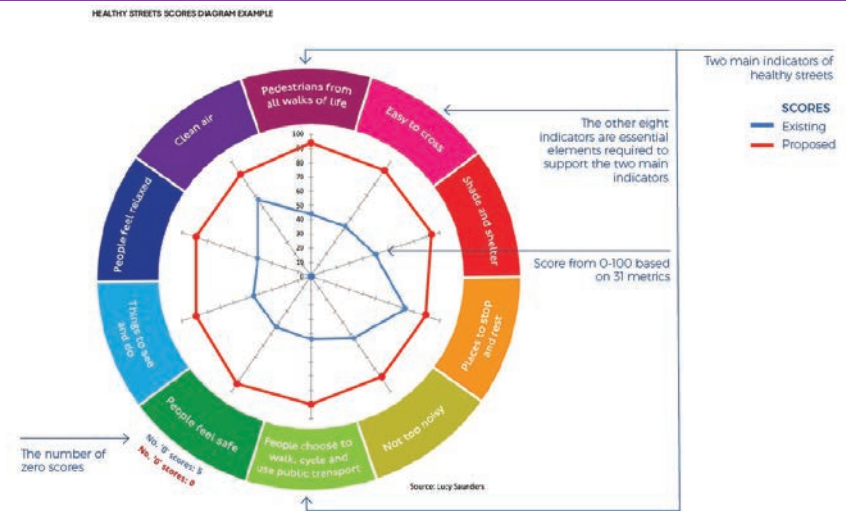 HEALTHY STREETS SCORES DIAGRAM EXAMPLE
Two main indicators of
healthy streets
SCORES
Existing
Proposed
The other eight
indicators are essential
elements required to
support the two main
indicators
Score from 0-100 based
on 31 metrics
Pedestrians from
all walks of life
Easy to cross
Shade and shelter
Places to stop
and rest
Not too noisy
People choose to
walk, cycle and
use public transport
People feel safe
Things to see
and do
People feel relaxed
Clean air
100
90
80
70
60
50
40
30
20
10
0
No. '0' scores: 5
No. '0' scores: 0
The number of
zero scores
Source: Lucy Saunders